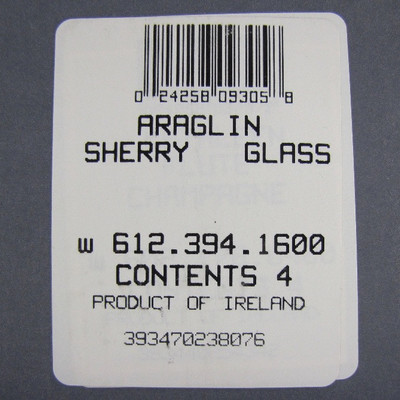 0 24258 09305 8
ARAGLIN
SHERRY GLASS
W 612.394.1600
CONTENTS 4
PRODUCT OF IRELAND
393470238076